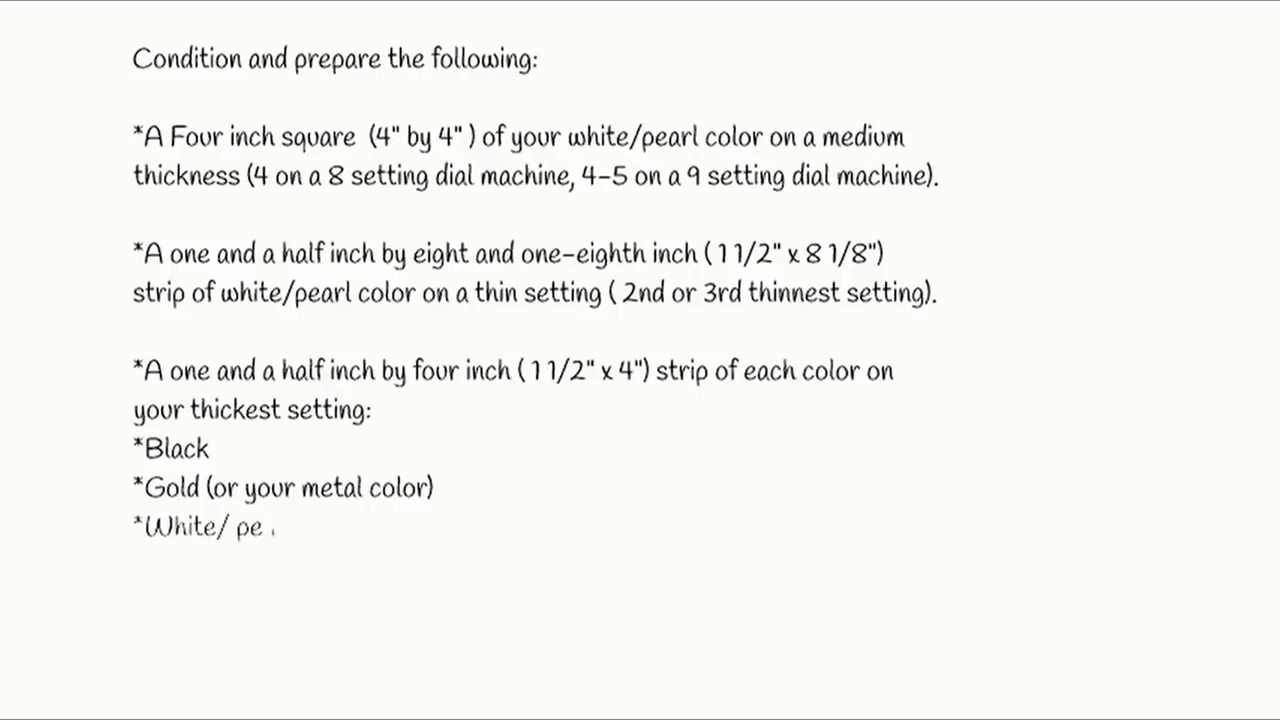 Condition and prepare the following:
*A Four inch square (4" by 4" ) of your white/pearl color on a medium
thickness (4 on a 8 setting dial machine, 4-5 on a 9 setting dial machine).
*A one and a half inch by eight and one-eighth inch ( 1 1/2" x 8 1/8")
strip of white/pearl color on a thin setting ( 2nd or 3rd thinnest setting).
*A one and a half inch by four inch ( 1 1/2" x 4") strip of each color on
your thickest setting:
*Black
*Gold (or your metal color)
*White/ pe